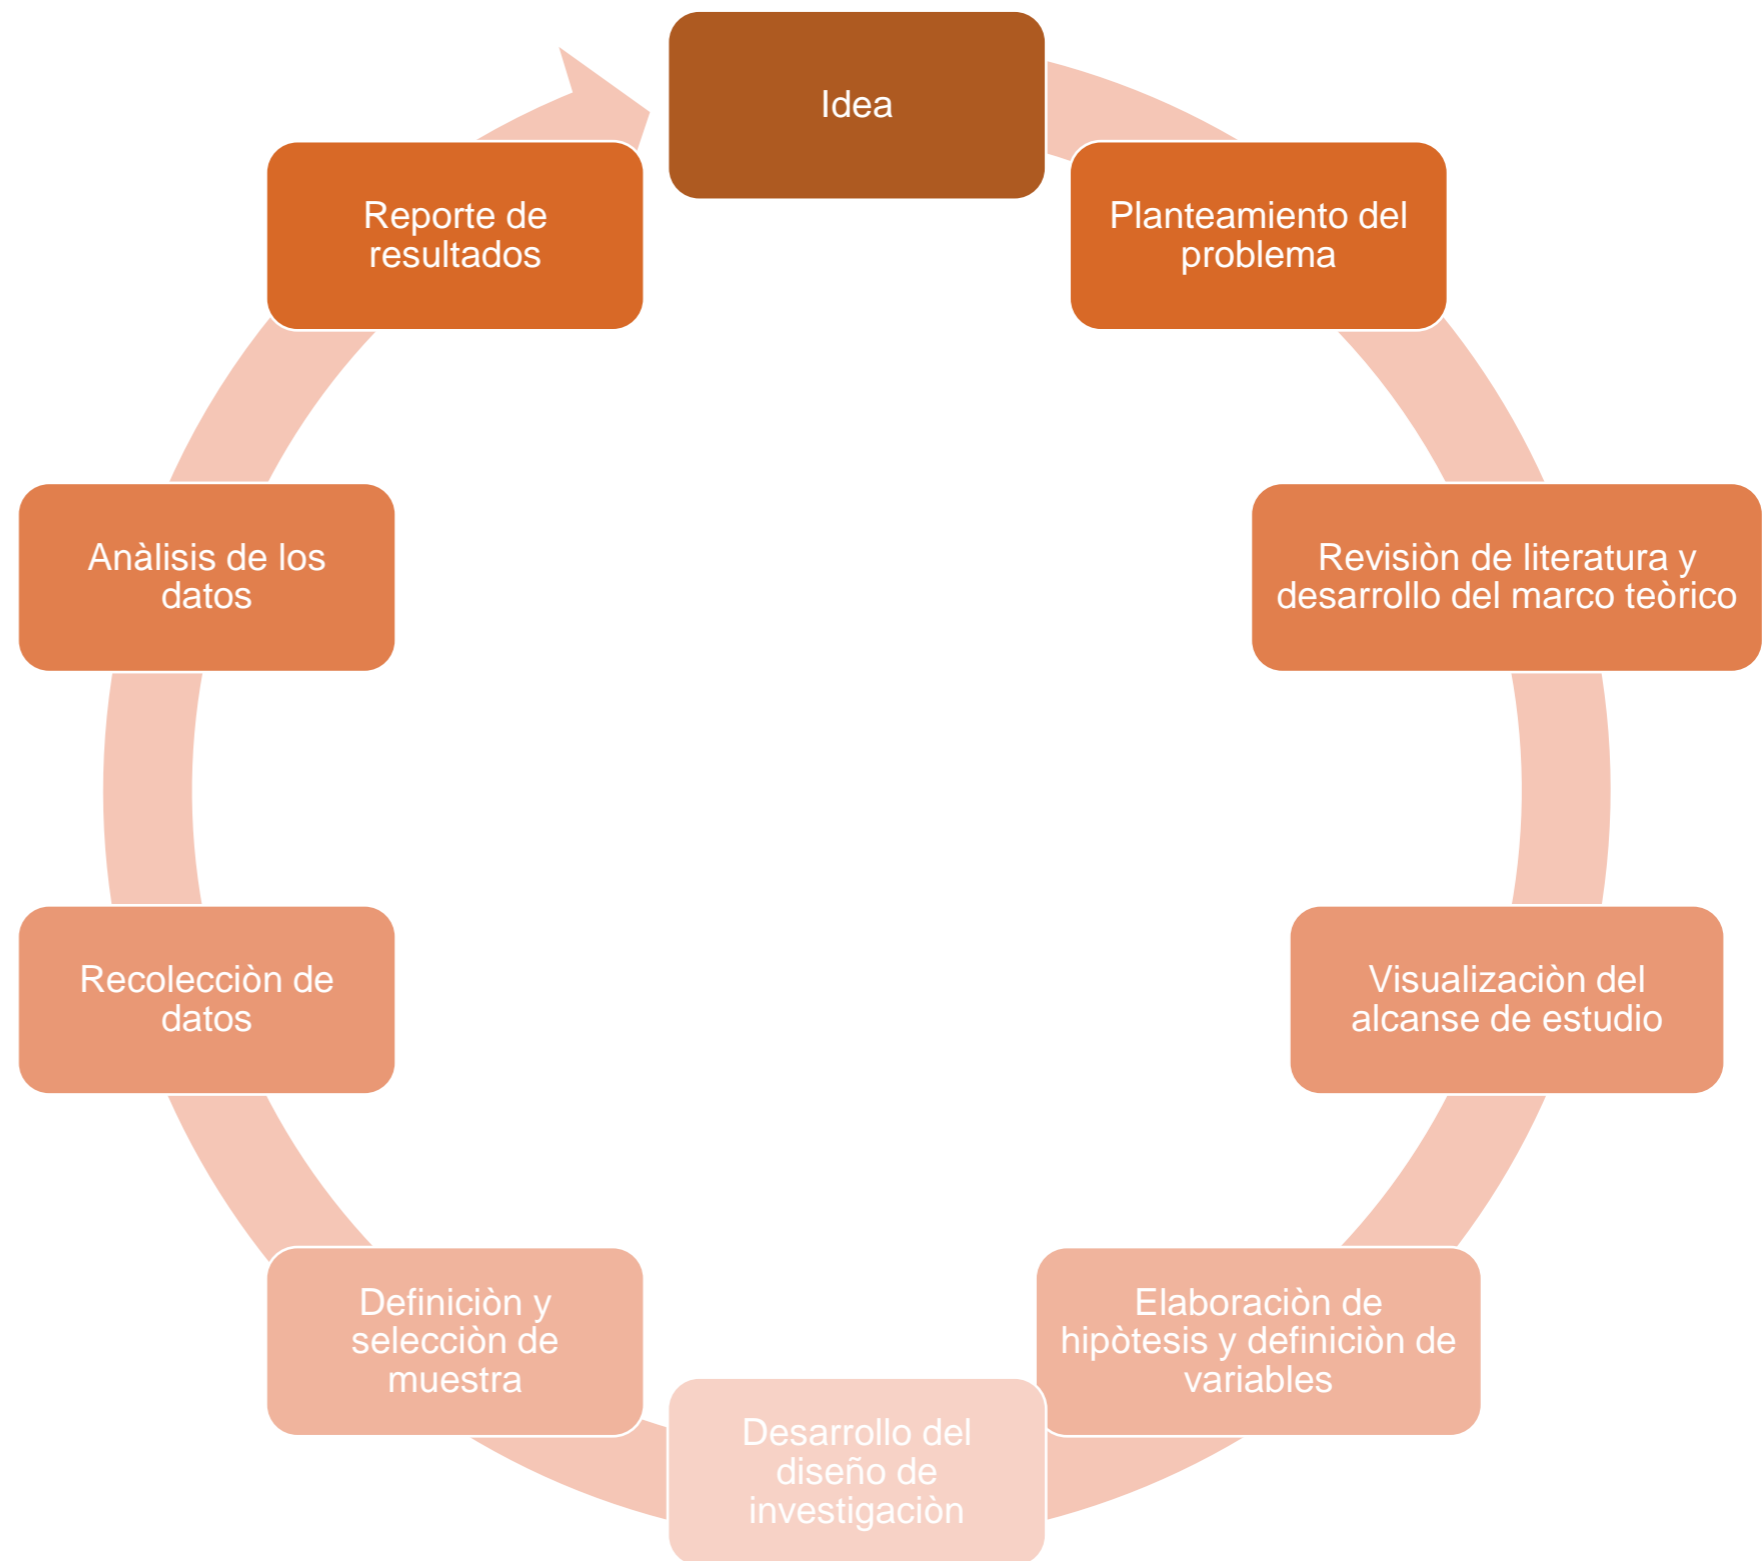 Idea
Planteamiento del
problema
Revisiòn de literatura y
desarrollo del marco teòrico
Visualizaciòn del
alcanse de estudio
Elaboraciòn de
hipòtesis y definiciòn de
variables
Desarrollo del
diseño de
investigaciòn
Definiciòn y
selecciòn de
muestra
Recolecciòn de
datos
Anàlisis de los
datos
Reporte de
resultados